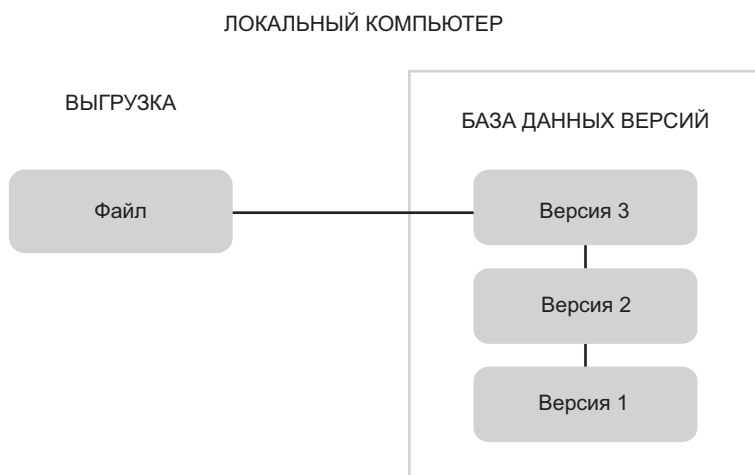 ЛОКАЛЬНЫЙ КОМПЬЮТЕР
ВЫГРУЗКА
БАЗА ДАННЫХ ВЕРСИЙ
Файл
Версия 3
Версия 2
Версия 1